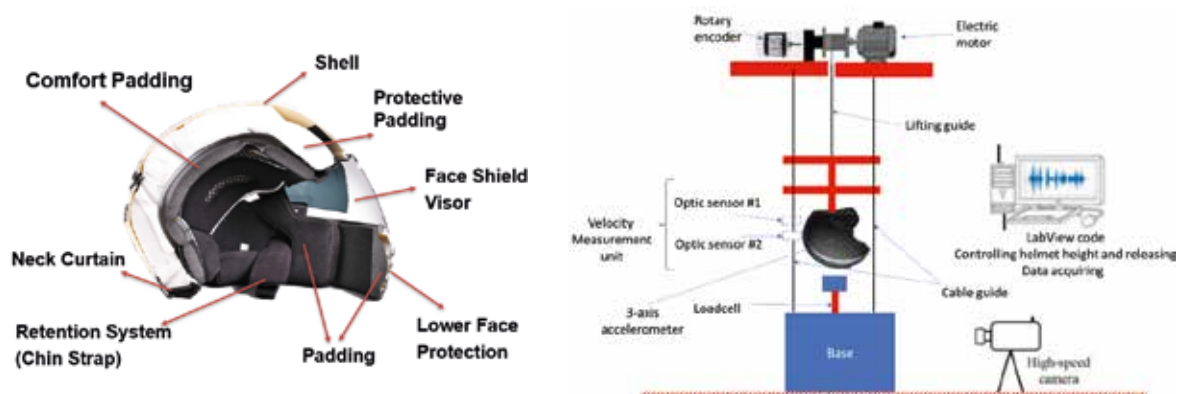 Shell
Comfort Padding
Protective
Padding
Face Shield
Visor
Neck Curtain
Retention System
(Chin Strap)
Padding
Lower Face
Protection
Rotary
encoder
Electric
motor
Lifting guide
Optic sensor #1
Velocity
Measurement
unit
Optic sensor #2
LabView code
Controlling helmet height and releasing
Data acquiring
3-axis
accelerometer
Loadcell
Cable guide
Base
High-speed
camera